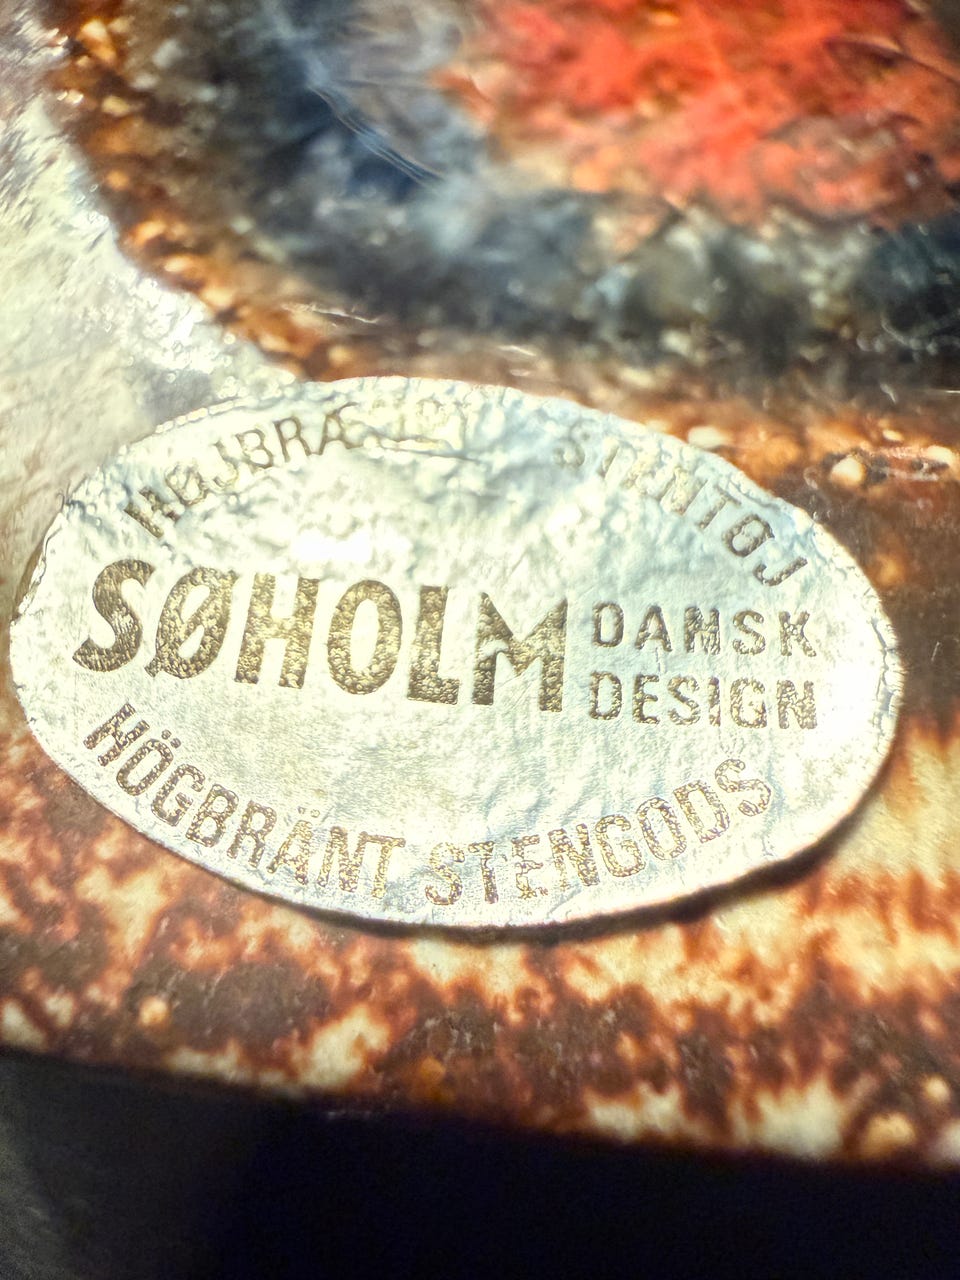 HØJBRÆNDT STENTØJ
SØHOLM DANSK
DESIGN
HÖGBRÄNT STENGODS